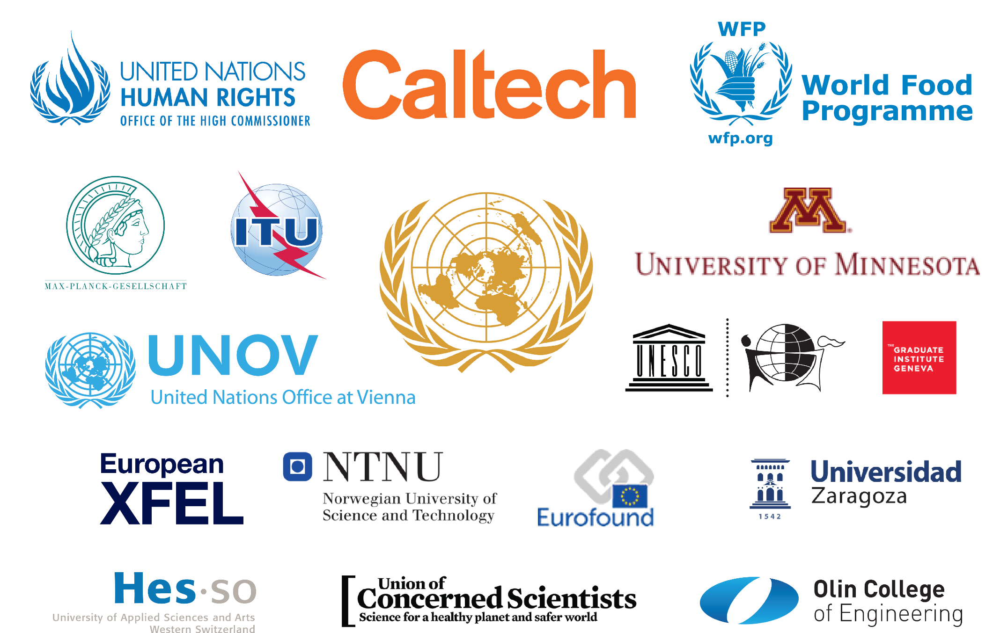 UNITED NATIONS
HUMAN RIGHTS
OFFICE OF THE HIGH COMMISSIONER
Caltech
WFP
World Food
Programme
wfp.org
MAX-PLANCK-GESELLSCHAFT
ITU
M
UNIVERSITY OF MINNESOTA
UNOV
United Nations Office at Vienna
UNESCO
THE GRADUATE
INSTITUTE
GENEVA
European
XFEL
NTNU
Norwegian University of
Science and Technology
Eurofound
Universidad
Zaragoza
1542
Hes·so
University of Applied Sciences and Arts
Western Switzerland
Union of
Concerned Scientists
Science for a healthy planet and safer world
Olin College
of Engineering